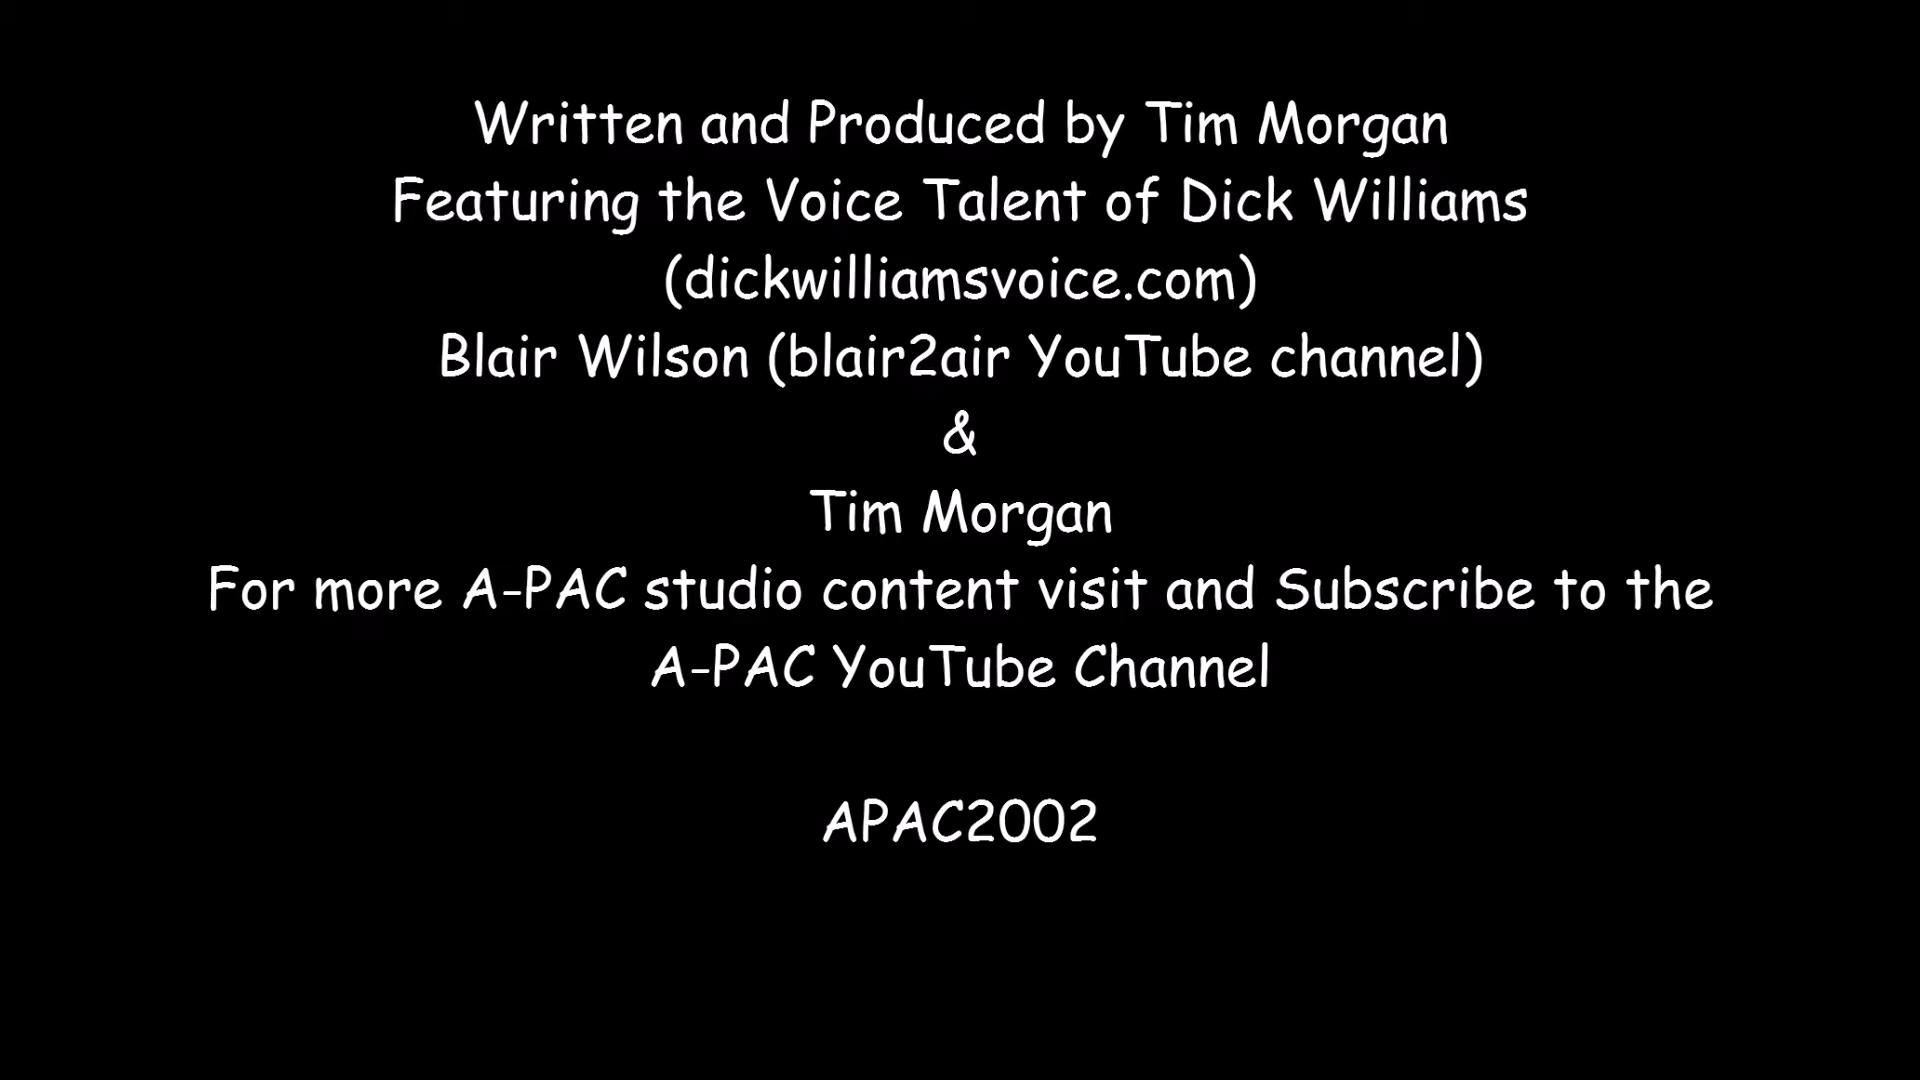 Written and Produced by Tim Morgan
Featuring the Voice Talent of Dick Williams
(dickwilliamsvoice.com)
Blair Wilson (blair2air YouTube channel)
&
Tim Morgan
For more A-PAC studio content visit and Subscribe to the
A-PAC YouTube Channel
APAC2002